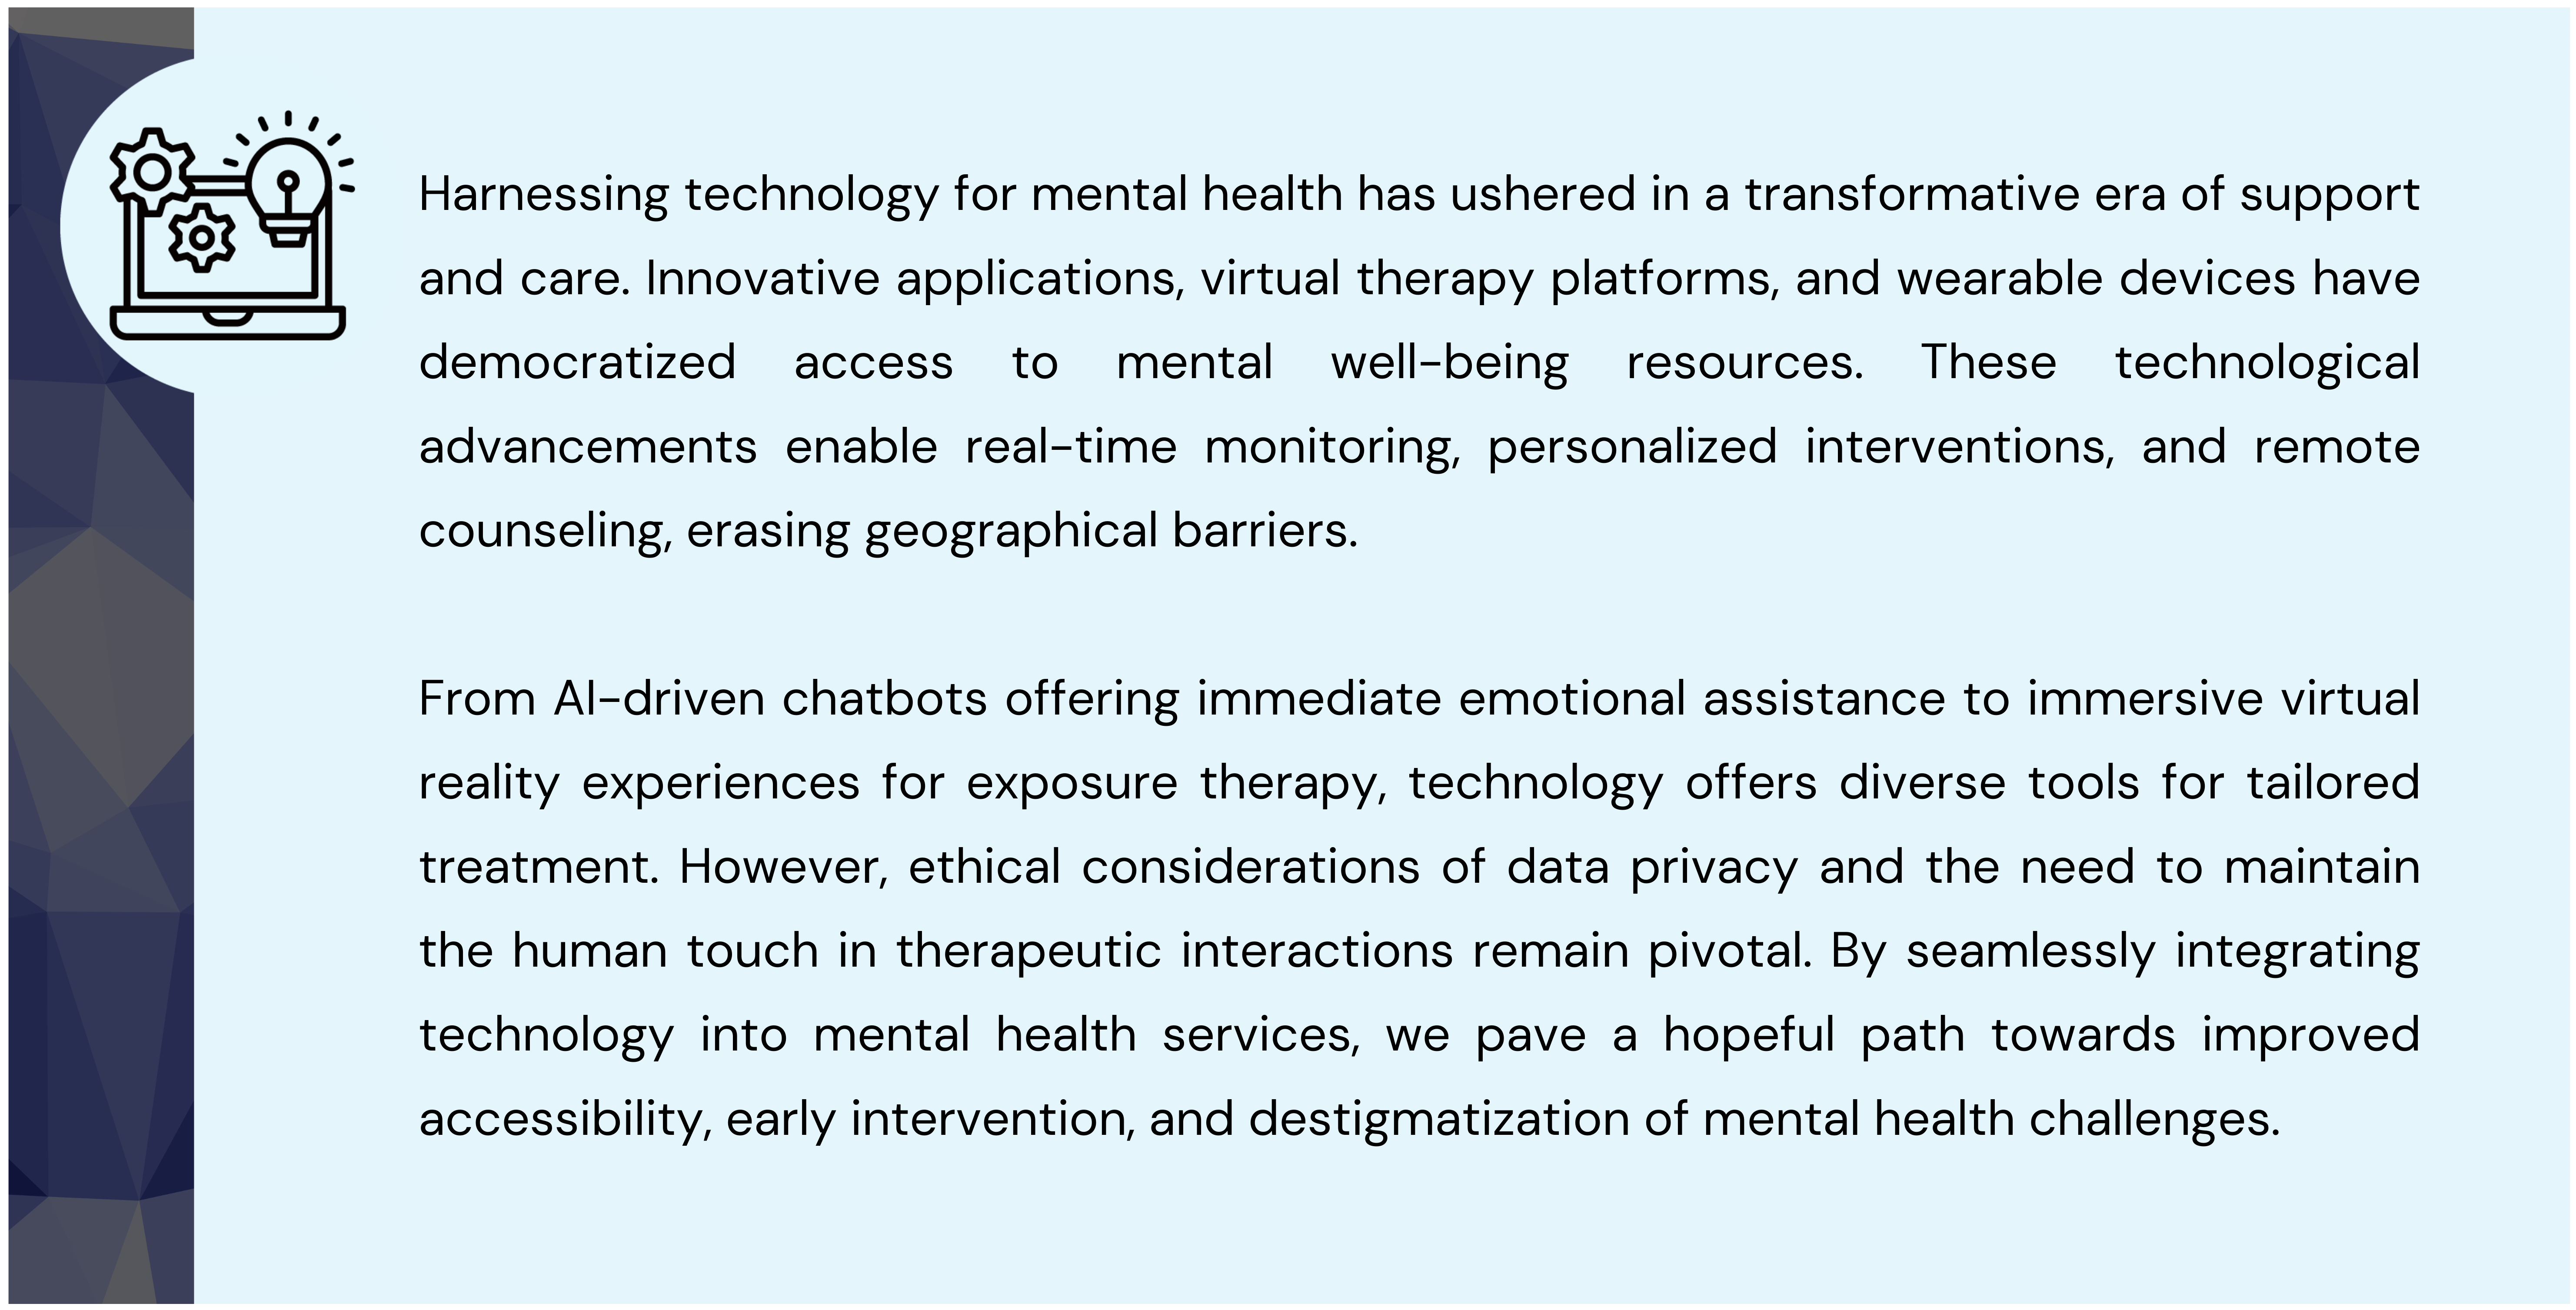 Harnessing technology for mental health has ushered in a transformative era of support
and care. Innovative applications, virtual therapy platforms, and wearable devices have
democratized access to mental well-being resources. These technological
advancements enable real-time monitoring, personalized interventions, and remote
counseling, erasing geographical barriers.
From AI-driven chatbots offering immediate emotional assistance to immersive virtual
reality experiences for exposure therapy, technology offers diverse tools for tailored
treatment. However, ethical considerations of data privacy and the need to maintain
the human touch in therapeutic interactions remain pivotal. By seamlessly integrating
technology into mental health services, we pave a hopeful path towards improved
accessibility, early intervention, and destigmatization of mental health challenges.